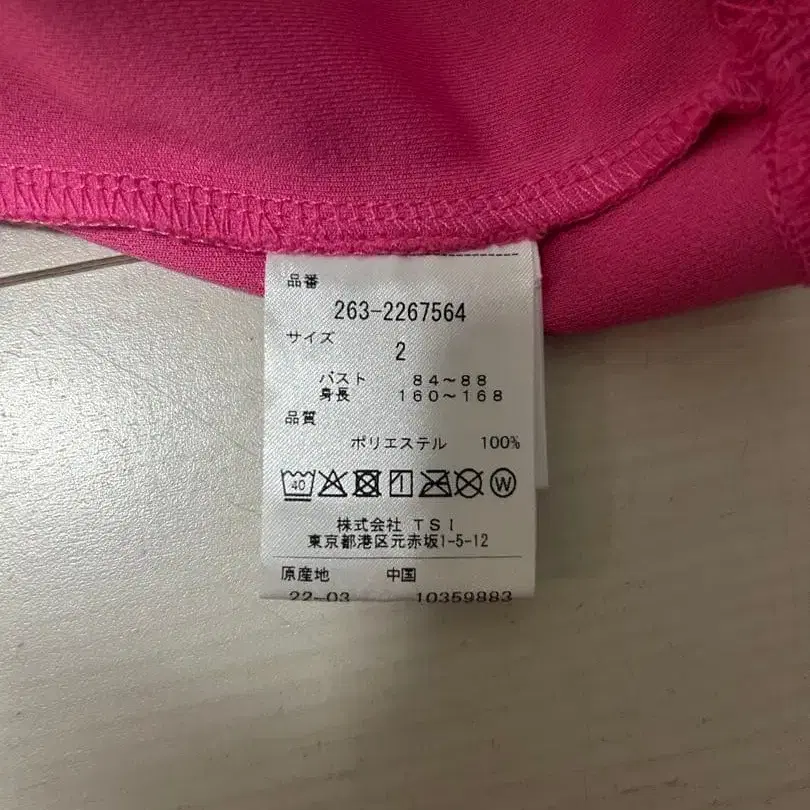 品番
263-2267564
サイズ
2
バスト 84～88
身長 160～168
品質
ポリエステル 100%
40 W
株式会社 TSI
東京都港区元赤坂1-5-12
原産地 中国
22-03 10359883